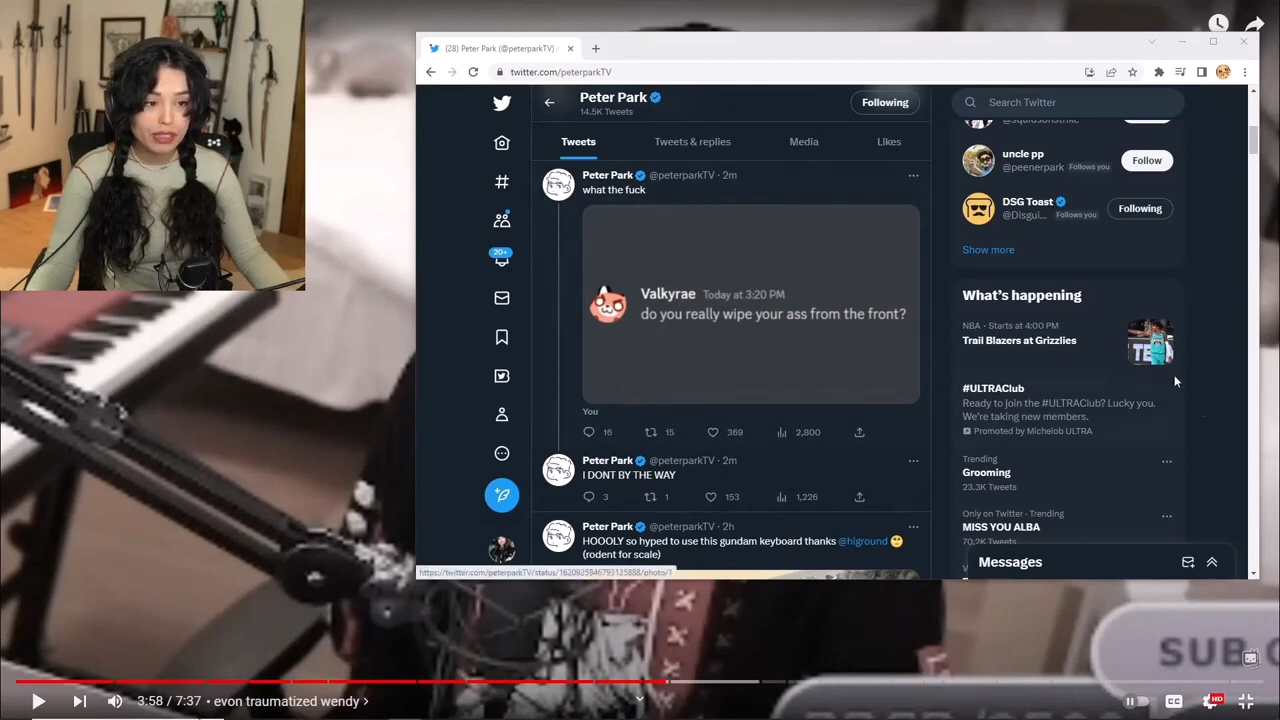 (28) Peter Park (@peterparkTV) /
twitter.com/peterparkTV
Peter Park
14.5K Tweets
Following
Search Twitter
Tweets
Tweets & replies
Media
Likes
uncle pp
@peenerpark Follows you
Follow
DSG Toast
@Disgui... Follows you
Following
Show more
Peter Park @peterparkTV · 2m
what the fuck
Valkyrae Today at 3:20 PM
do you really wipe your ass from the front?
You
16 15 369 2,800
20+
Peter Park @peterparkTV · 2m
I DONT BY THE WAY
3 1 153 1,226
Peter Park @peterparkTV · 2h
HOOOLY so hyped to use this gundam keyboard thanks @higround
(rodent for scale)
What's happening
NBA · Starts at 4:00 PM
Trail Blazers at Grizzlies
#ULTRAClub
Ready to join the #ULTRAClub? Lucky you.
We're taking new members.
Promoted by Michelob ULTRA
Trending
Grooming
23.3K Tweets
Only on Twitter · Trending
MISS YOU ALBA
70.2K Tweets
Messages
https://twitter.com/peterparkTV/status/1620925846793125888/photo/1
SUB
3:58 / 7:37 • evon traumatized wendy >
CC
HD